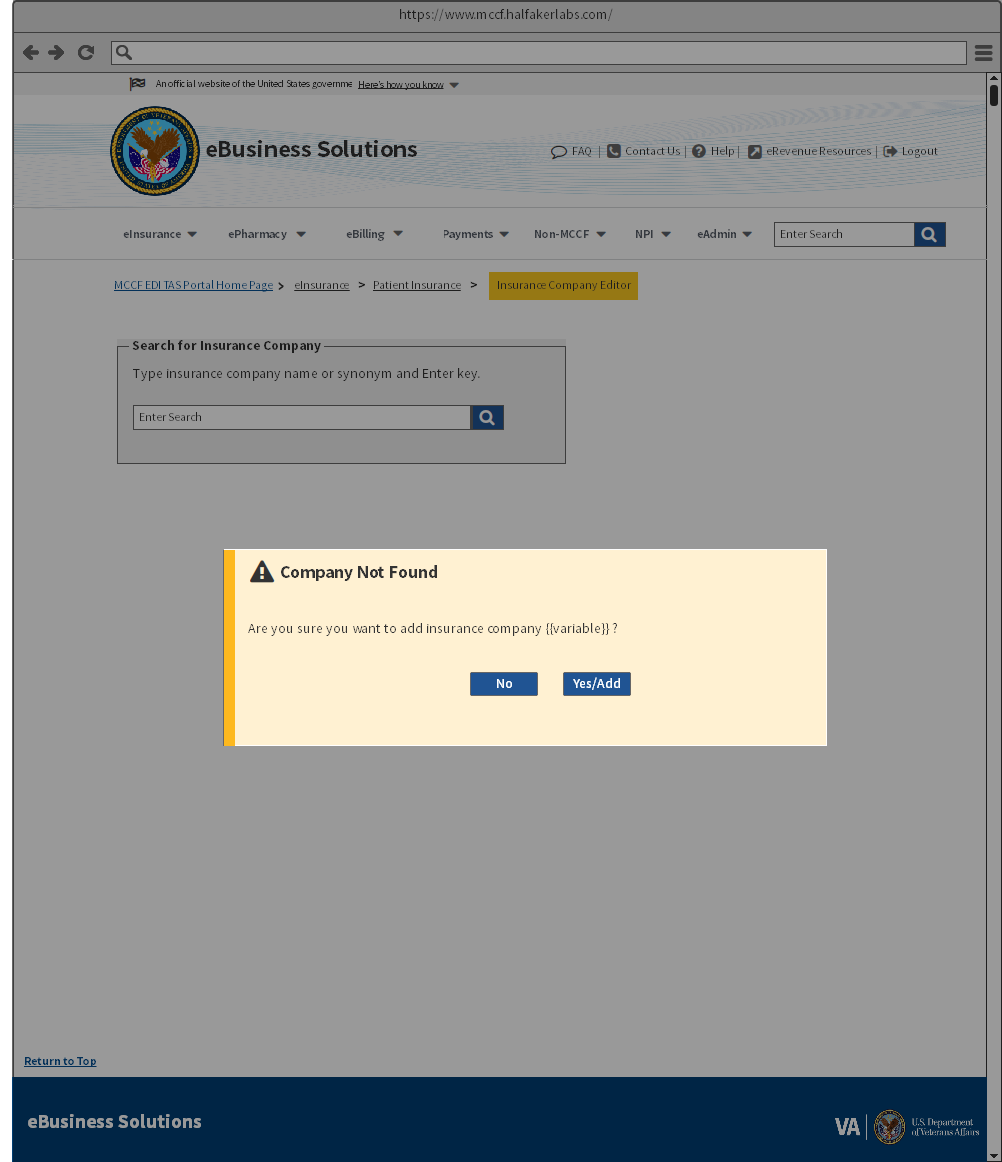 https://www.mccf.halfakerlabs.com/
An official website of the United States governme Here's how you know
eBusiness Solutions
FAQ | Contact Us | Help | eRevenue Resources | Logout
eInsurance ePharmacy eBilling Payments Non-MCCF NPI eAdmin Enter Search
MCCF EDI TAS Portal Home Page > eInsurance > Patient Insurance > Insurance Company Editor
Search for Insurance Company
Type insurance company name or synonym and Enter key.
Enter Search
Company Not Found
Are you sure you want to add insurance company {{variable}} ?
No Yes/Add
Return to Top
eBusiness Solutions
VA | U.S. Department
of Veterans Affairs